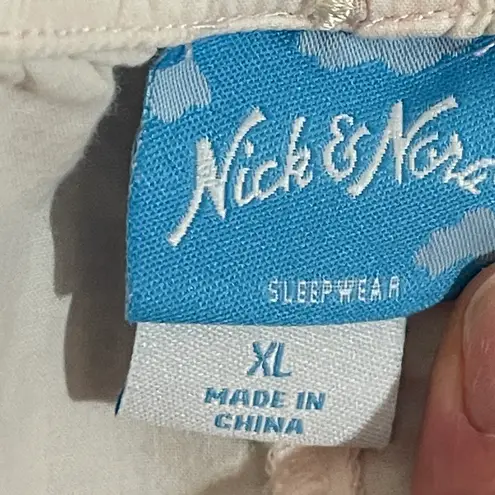 Nick & Nora
SLEEPWEAR
XL
MADE IN
CHINA